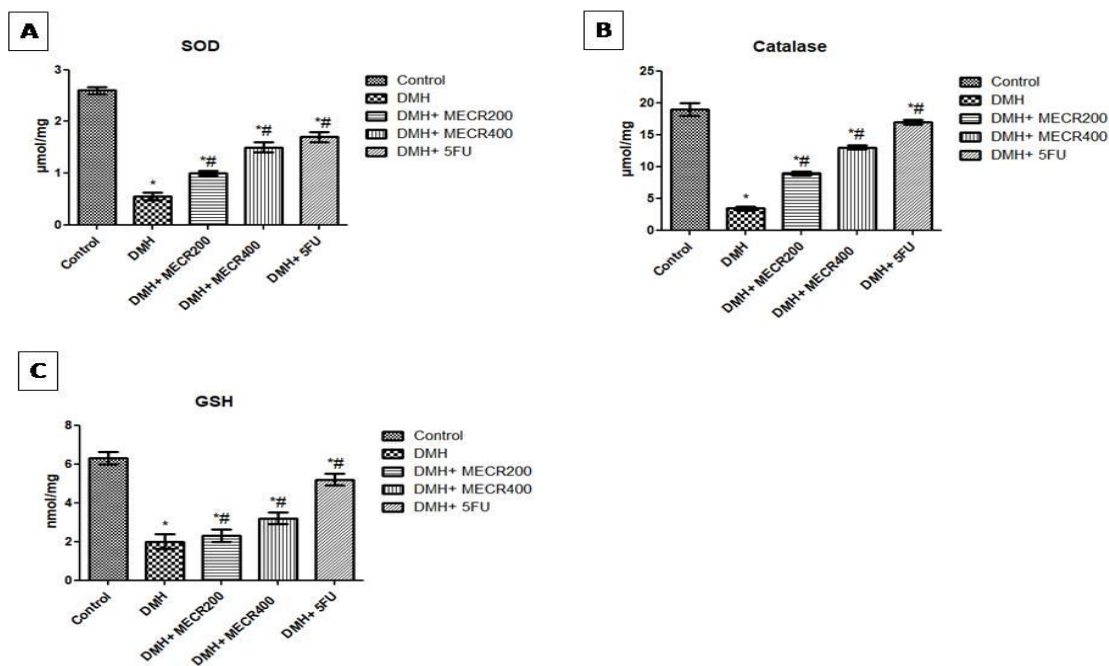 A
SOD
3
2
1
0
µmol/mg
*
*#
*#
*#
Control
DMH
DMH+ MECR200
DMH+ MECR400
DMH+ 5FU
Control
DMH
DMH+ MECR200
DMH+ MECR400
DMH+ 5FU
B
Catalase
25
20
15
10
5
0
µmol/mg
*
*#
*#
*#
Control
DMH
DMH+ MECR200
DMH+ MECR400
DMH+ 5FU
Control
DMH
DMH+ MECR200
DMH+ MECR400
DMH+ 5FU
C
GSH
8
6
4
2
0
nmol/mg
*
*#
*#
*#
Control
DMH
DMH+ MECR200
DMH+ MECR400
DMH+ 5FU
Control
DMH
DMH+ MECR200
DMH+ MECR400
DMH+ 5FU